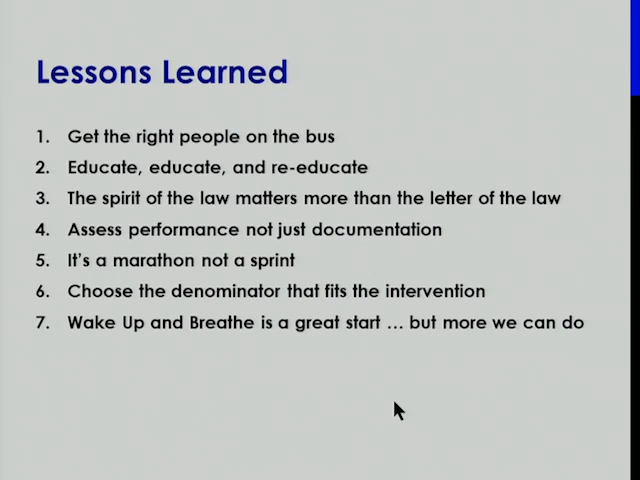 Lessons Learned
1. Get the right people on the bus
2. Educate, educate, and re-educate
3. The spirit of the law matters more than the letter of the law
4. Assess performance not just documentation
5. It's a marathon not a sprint
6. Choose the denominator that fits the intervention
7. Wake Up and Breathe is a great start … but more we can do